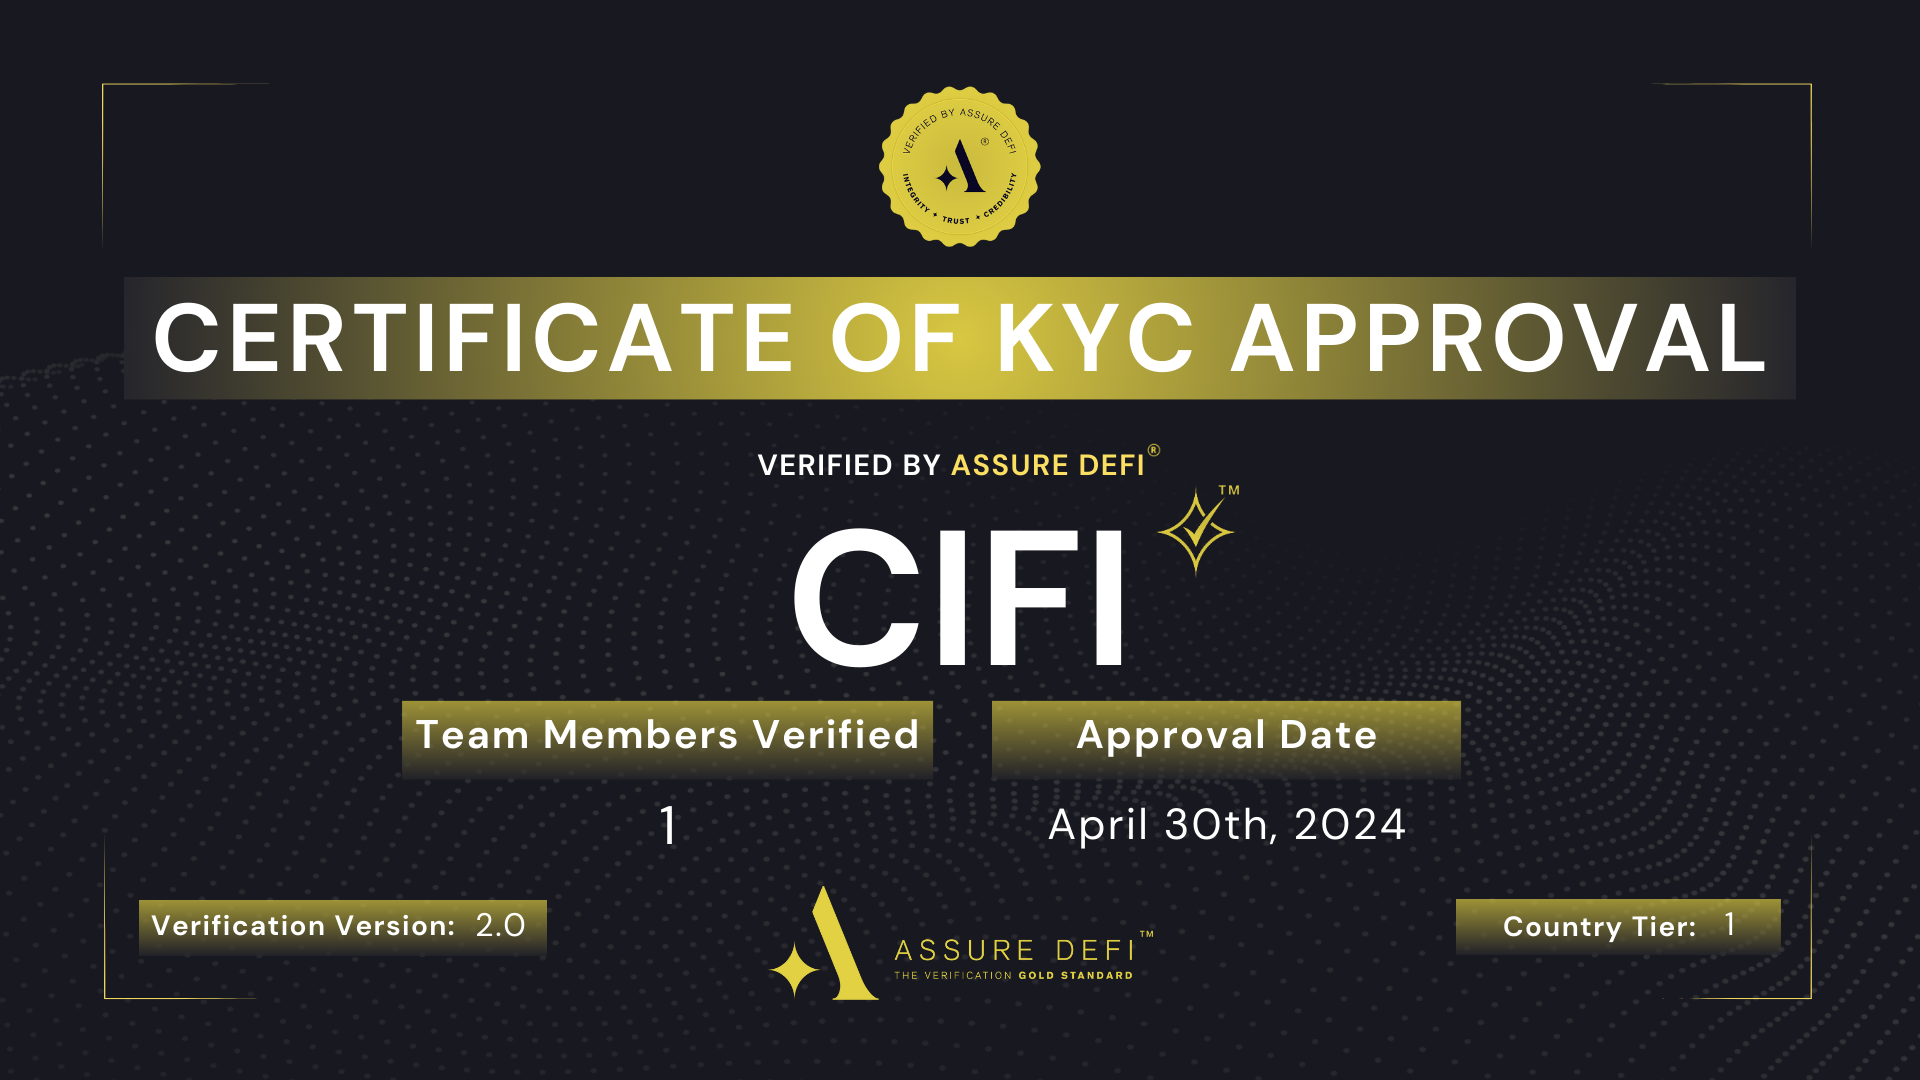 VERIFIED BY ASSURE DEFI
A®
INTEGRITY ✦ TRUST ✦ CREDIBILITY
CERTIFICATE OF KYC APPROVAL
VERIFIED BY ASSURE DEFI®
TM
CIFI
Team Members Verified
Approval Date
1
April 30th, 2024
Verification Version: 2.0
Country Tier: 1
ASSURE DEFI™
THE VERIFICATION GOLD STANDARD